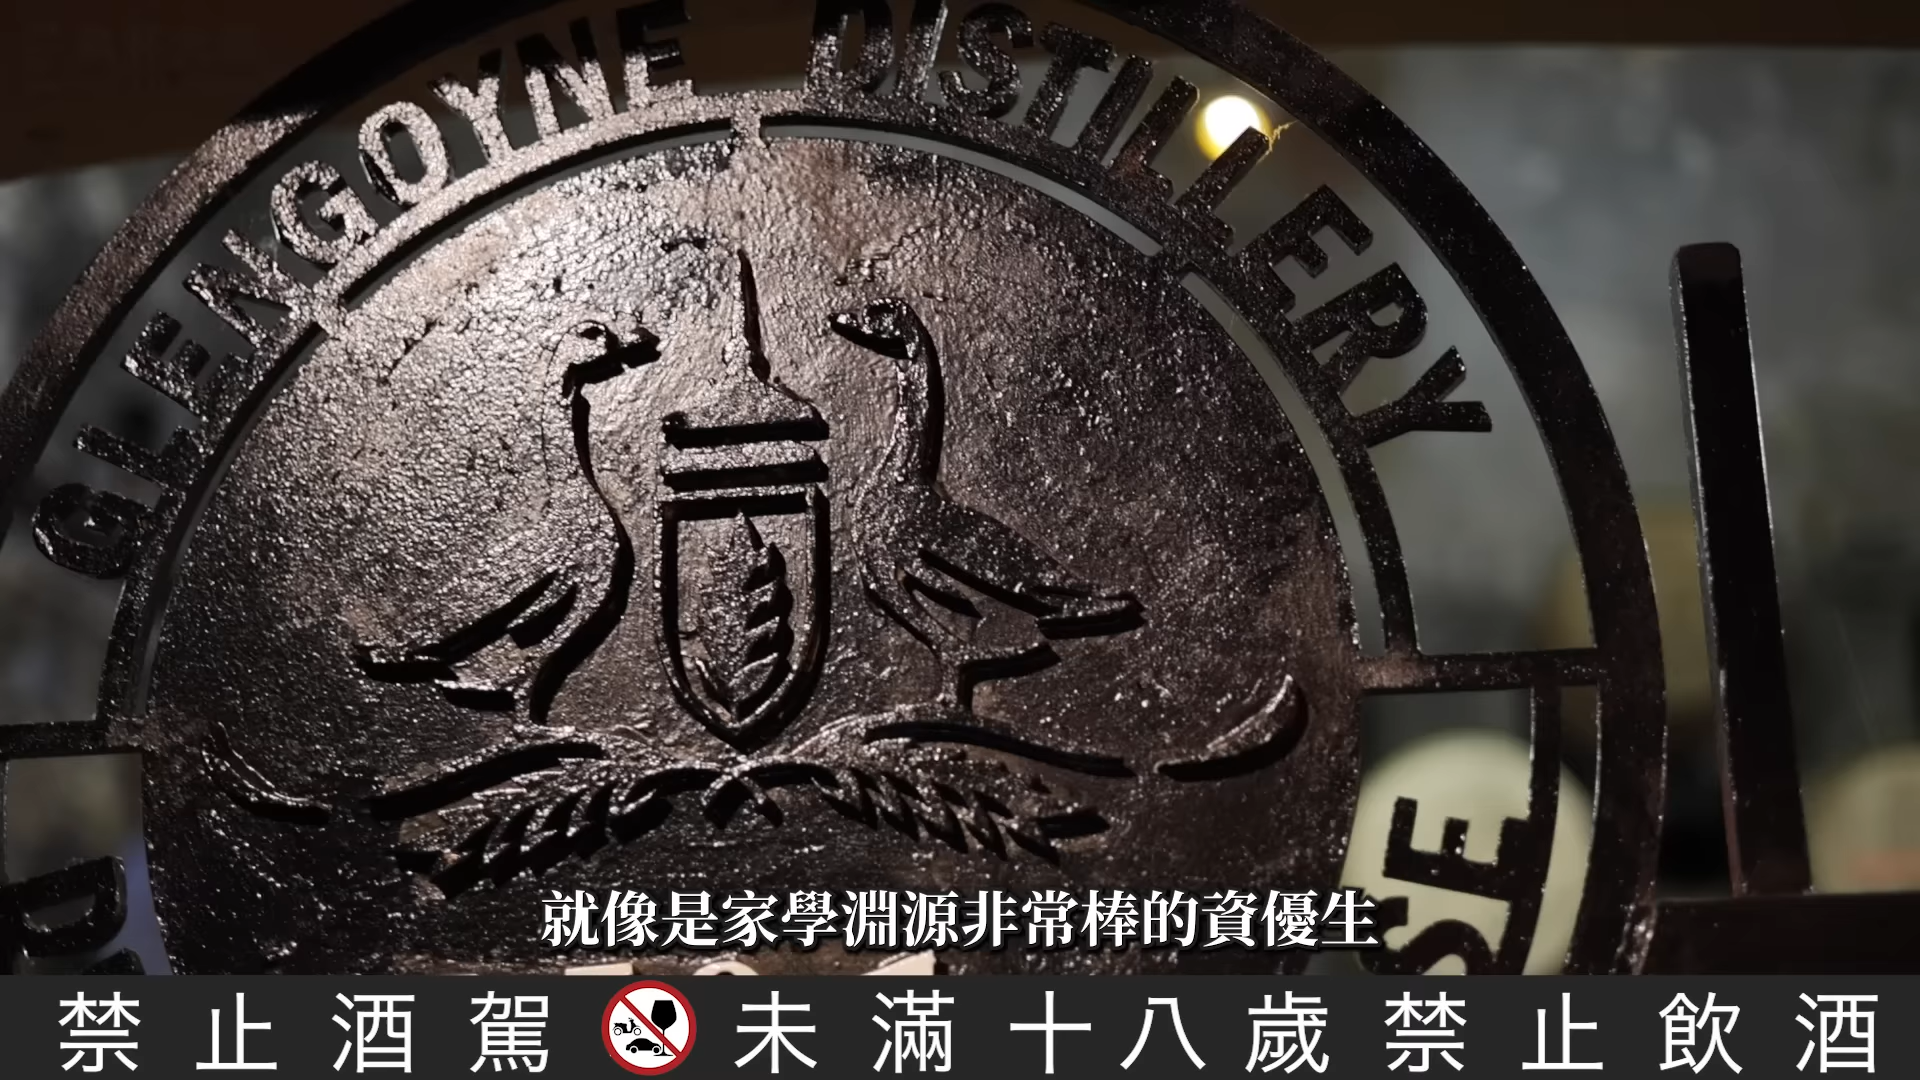 GLENGOYNE DISTILLERY
就像是家學淵源非常棒的資優生
禁止酒駕 未滿十八歲禁止飲酒